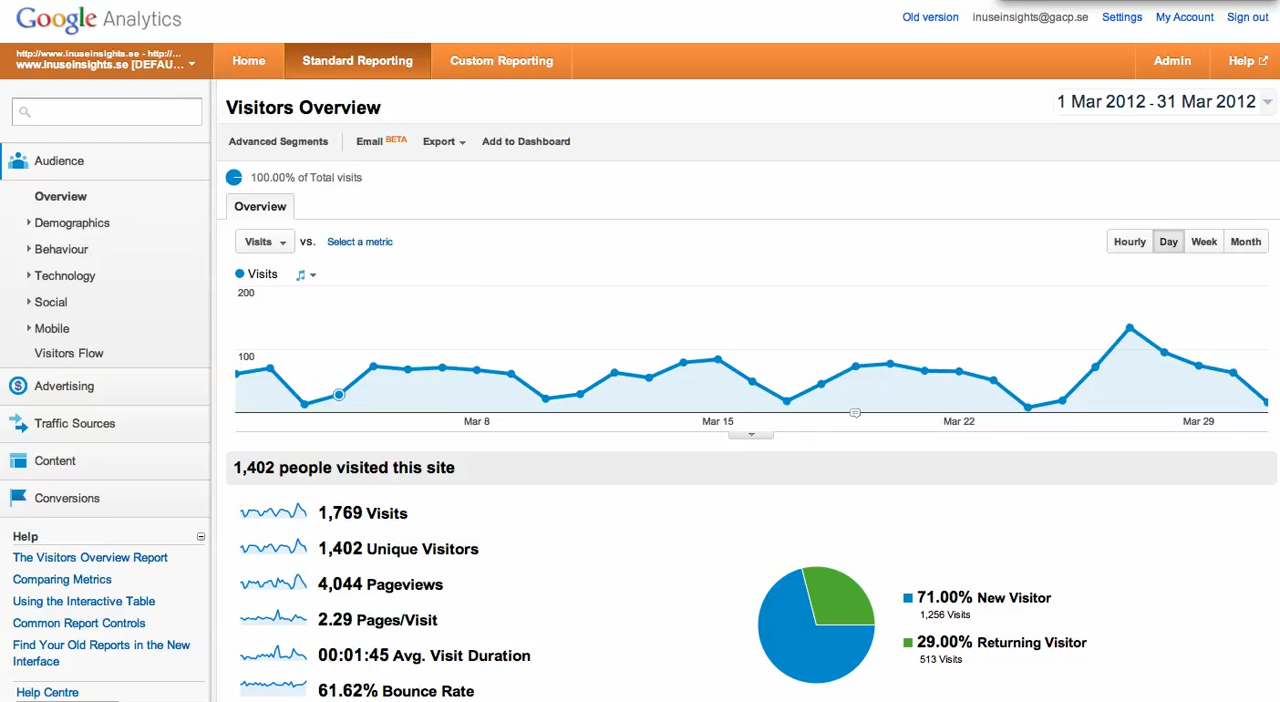 Google Analytics
Old version inuseinsights@gacp.se Settings My Account Sign out
http://www.inuseinsights.se - http://...
www.inuseinsights.se [DEFAU...
Home Standard Reporting Custom Reporting Admin Help
Visitors Overview
1 Mar 2012 - 31 Mar 2012
Advanced Segments Email BETA Export Add to Dashboard
100.00% of Total visits
Overview
Visits vs. Select a metric
Hourly Day Week Month
Visits
200
100
Mar 8 Mar 15 Mar 22 Mar 29
Audience
Overview
Demographics
Behaviour
Technology
Social
Mobile
Visitors Flow
Advertising
Traffic Sources
Content
Conversions
Help
The Visitors Overview Report
Comparing Metrics
Using the Interactive Table
Common Report Controls
Find Your Old Reports in the New
Interface
Help Centre
1,402 people visited this site
1,769 Visits
1,402 Unique Visitors
4,044 Pageviews
2.29 Pages/Visit
00:01:45 Avg. Visit Duration
61.62% Bounce Rate
71.00% New Visitor
1,256 Visits
29.00% Returning Visitor
513 Visits